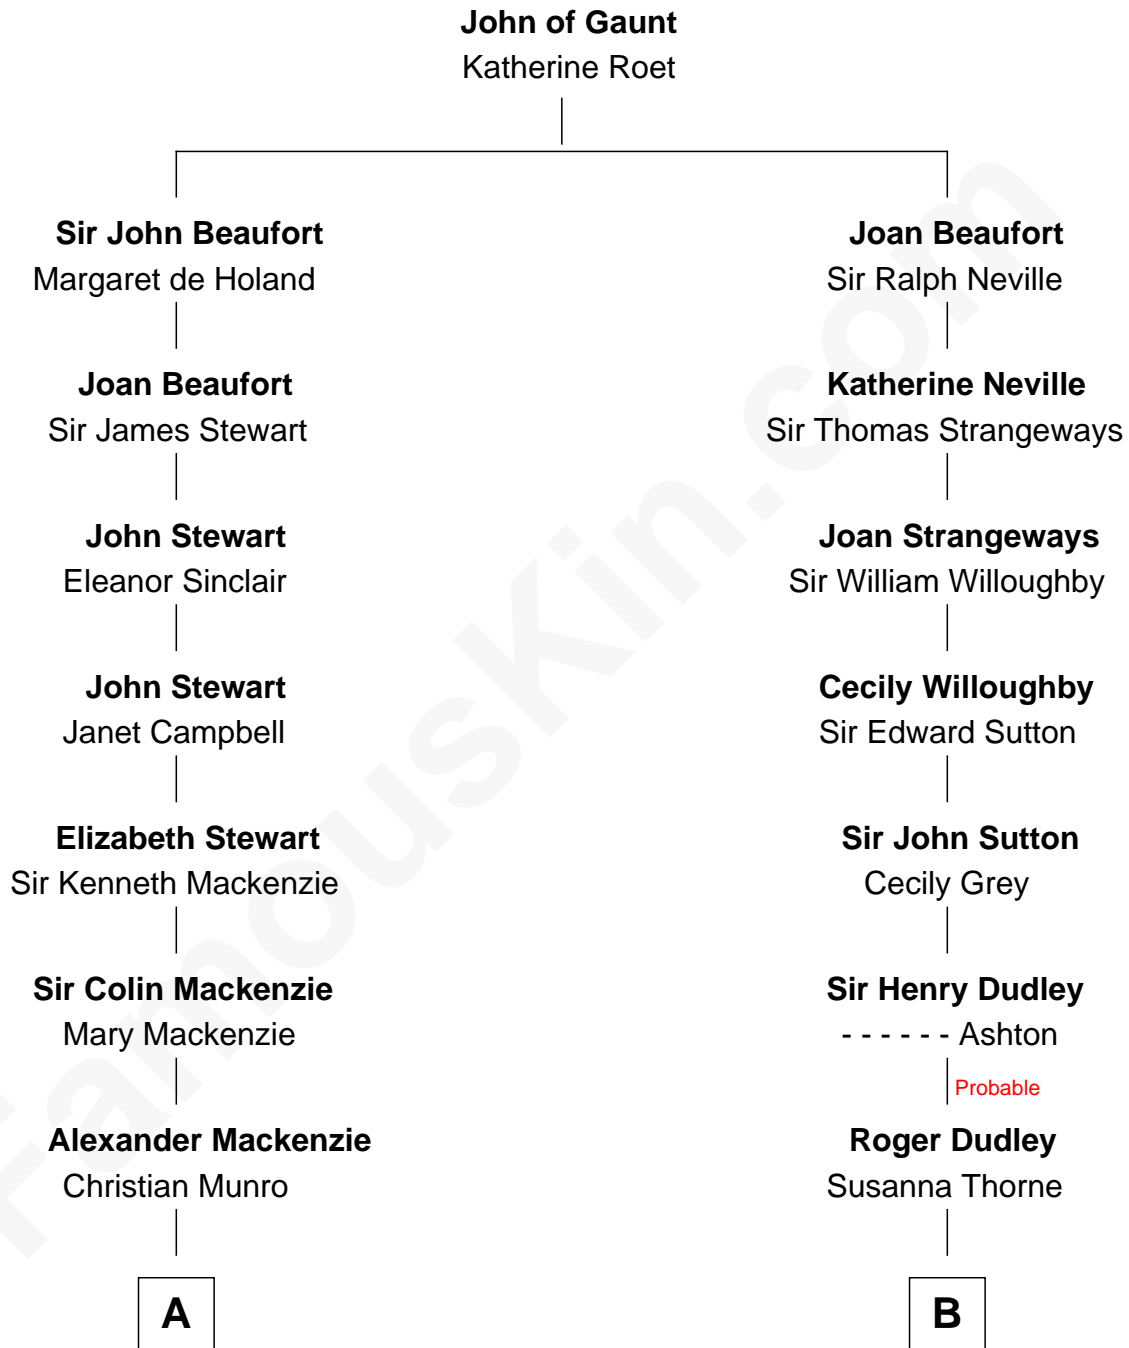 John of Gaunt
Katherine Roet
Sir John Beaufort
Margaret de Holand
Joan Beaufort
Sir Ralph Neville
Joan Beaufort
Sir James Stewart
Katherine Neville
Sir Thomas Strangeways
John Stewart
Eleanor Sinclair
Joan Strangeways
Sir William Willoughby
John Stewart
Janet Campbell
Cecily Willoughby
Sir Edward Sutton
Elizabeth Stewart
Sir Kenneth Mackenzie
Sir John Sutton
Cecily Grey
Sir Colin Mackenzie
Mary Mackenzie
Sir Henry Dudley
- - - - - - Ashton
Probable
Alexander Mackenzie
Christian Munro
Roger Dudley
Susanna Thorne
A
B
FamousKin.com